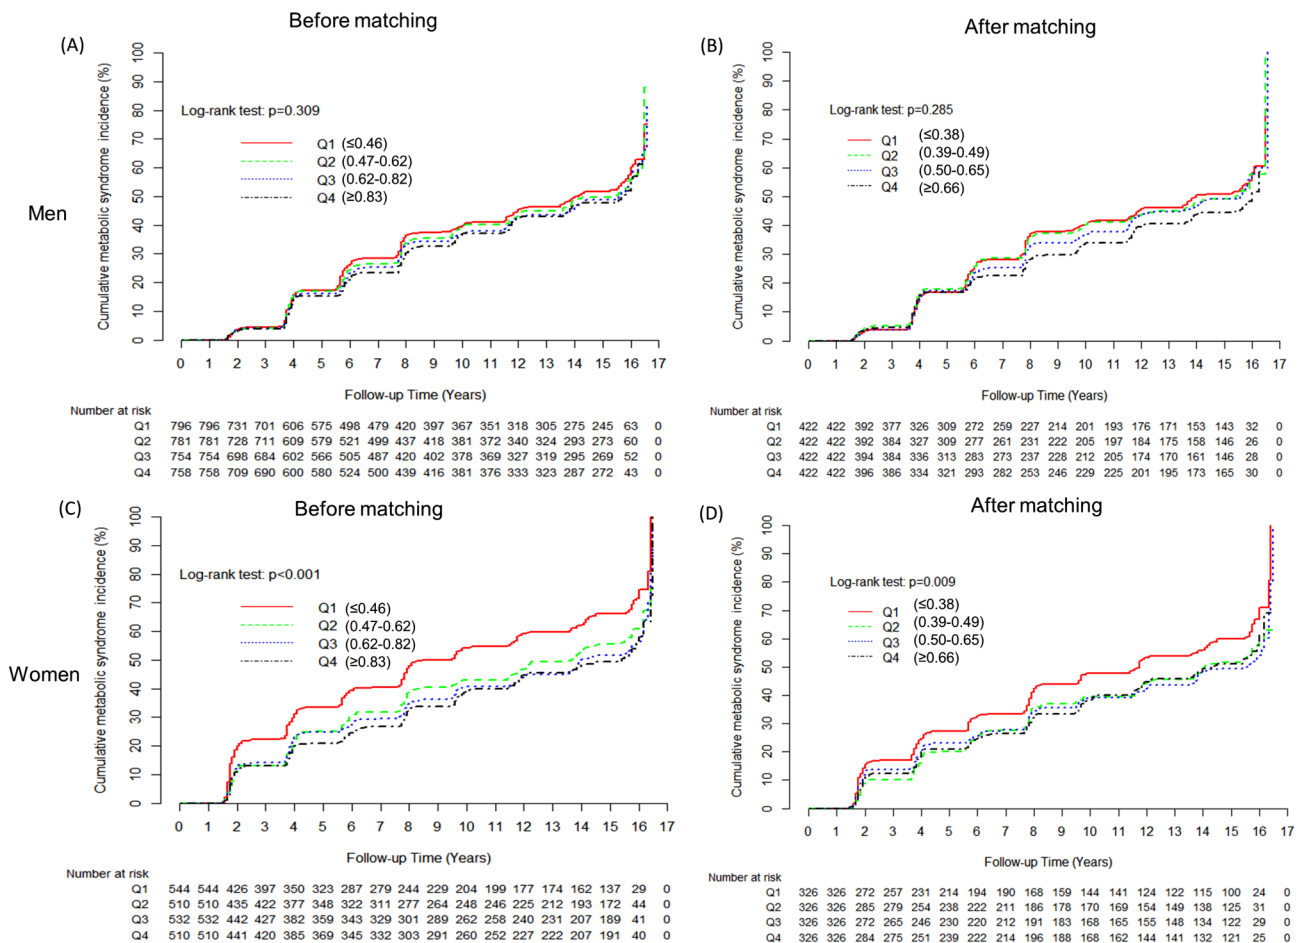 Before matching
After matching
Men
(A)
Cumulative metabolic syndrome incidence (%)
0 10 20 30 40 50 60 70 80 90 100
Log-rank test: p=0.309
Q1 (≤0.46)
Q2 (0.47-0.62)
Q3 (0.62-0.82)
Q4 (≥0.83)
0 1 2 3 4 5 6 7 8 9 10 11 12 13 14 15 16 17
Follow-up Time (Years)
Number at risk
Q1 796 796 731 701 606 575 498 479 420 397 367 351 318 305 275 245 63 0
Q2 781 781 728 711 609 579 521 499 437 418 381 372 340 324 293 273 60 0
Q3 754 754 698 684 602 566 505 487 420 402 378 369 327 319 295 269 52 0
Q4 758 758 709 690 600 580 524 500 439 416 381 376 333 323 287 272 43 0
(B)
Cumulative metabolic syndrome incidence (%)
0 10 20 30 40 50 60 70 80 90 100
Log-rank test: p=0.285
Q1 (≤0.38)
Q2 (0.39-0.49)
Q3 (0.50-0.65)
Q4 (≥0.66)
0 1 2 3 4 5 6 7 8 9 10 11 12 13 14 15 16 17
Follow-up Time (Years)
Number at risk
Q1 422 422 392 377 326 309 272 259 227 214 201 193 176 171 153 143 32 0
Q2 422 422 392 384 327 309 277 261 231 222 205 197 184 175 158 146 26 0
Q3 422 422 394 384 336 313 283 273 237 228 212 205 174 170 161 146 28 0
Q4 422 422 396 386 334 321 293 282 253 246 229 225 201 195 173 165 30 0
Women
(C)
Before matching
Cumulative metabolic syndrome incidence (%)
0 10 20 30 40 50 60 70 80 90 100
Log-rank test: p<0.001
Q1 (≤0.46)
Q2 (0.47-0.62)
Q3 (0.62-0.82)
Q4 (≥0.83)
0 1 2 3 4 5 6 7 8 9 10 11 12 13 14 15 16 17
Follow-up Time (Years)
Number at risk
Q1 544 544 426 397 350 323 287 279 244 229 204 199 177 174 162 137 29 0
Q2 510 510 435 422 377 348 322 311 277 264 248 246 225 212 193 172 44 0
Q3 532 532 442 427 382 359 343 329 301 289 262 258 240 231 207 189 41 0
Q4 510 510 441 420 385 369 345 332 303 291 260 252 227 222 207 191 40 0
(D)
After matching
Cumulative metabolic syndrome incidence (%)
0 10 20 30 40 50 60 70 80 90 100
Log-rank test: p=0.009
Q1 (≤0.38)
Q2 (0.39-0.49)
Q3 (0.50-0.65)
Q4 (≥0.66)
0 1 2 3 4 5 6 7 8 9 10 11 12 13 14 15 16 17
Follow-up Time (Years)
Number at risk
Q1 326 326 272 257 231 214 194 190 168 159 144 141 124 122 115 100 24 0
Q2 326 326 285 279 254 238 222 211 186 178 170 169 154 149 138 125 31 0
Q3 326 326 272 265 246 230 220 212 191 183 168 165 155 148 134 122 29 0
Q4 326 326 284 275 251 239 222 214 196 188 168 162 144 141 132 121 25 0